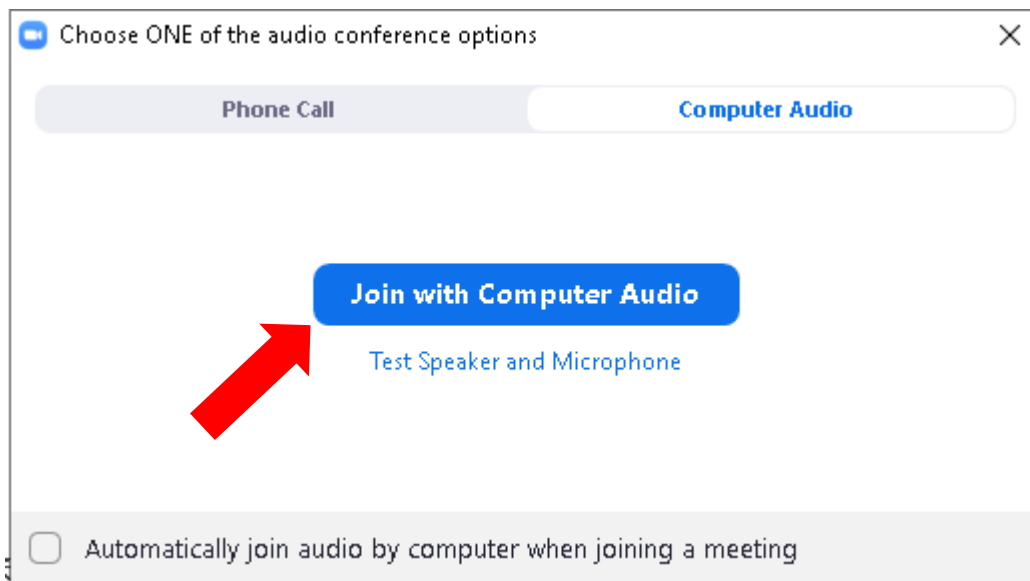 Choose ONE of the audio conference options
Phone Call
Computer Audio
Join with Computer Audio
Test Speaker and Microphone
Automatically join audio by computer when joining a meeting